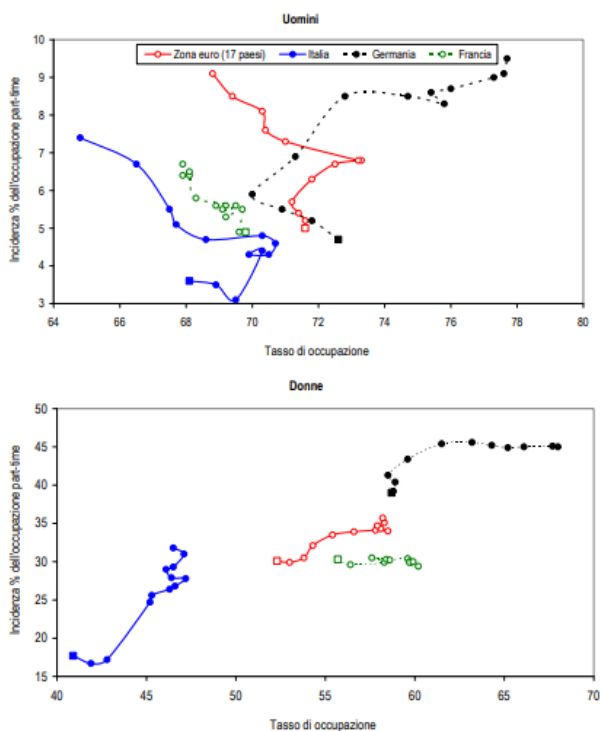 Uomini
10
9
8
7
6
5
4
3
Incidenza % dell'occupazione part-time
Zona euro (17 paesi) Italia Germania Francia
64 66 68 70 72 74 76 78 80
Tasso di occupazione
Donne
50
45
40
35
30
25
20
15
Incidenza % dell'occupazione part-time
40 45 50 55 60 65 70
Tasso di occupazione